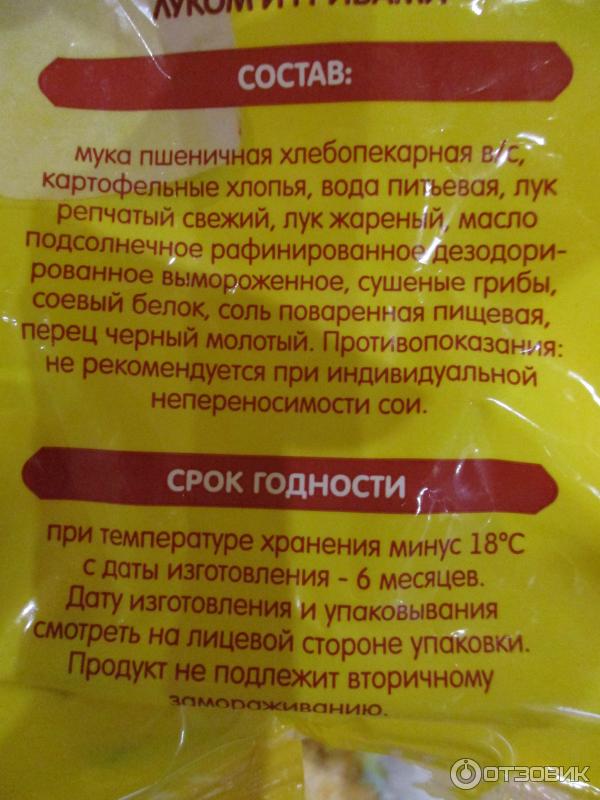 ЛУКОМ И ГРИБАМИ
СОСТАВ:
мука пшеничная хлебопекарная в/с,
картофельные хлопья, вода питьевая, лук
репчатый свежий, лук жареный, масло
подсолнечное рафинированное дезодори-
рованное вымороженное, сушеные грибы,
соевый белок, соль поваренная пищевая,
перец черный молотый. Противопоказания:
не рекомендуется при индивидуальной
непереносимости сои.
СРОК ГОДНОСТИ
при температуре хранения минус 18°С
с даты изготовления - 6 месяцев.
Дату изготовления и упаковывания
смотреть на лицевой стороне упаковки.
Продукт не подлежит вторичному
замораживанию.
ОТЗОВИК